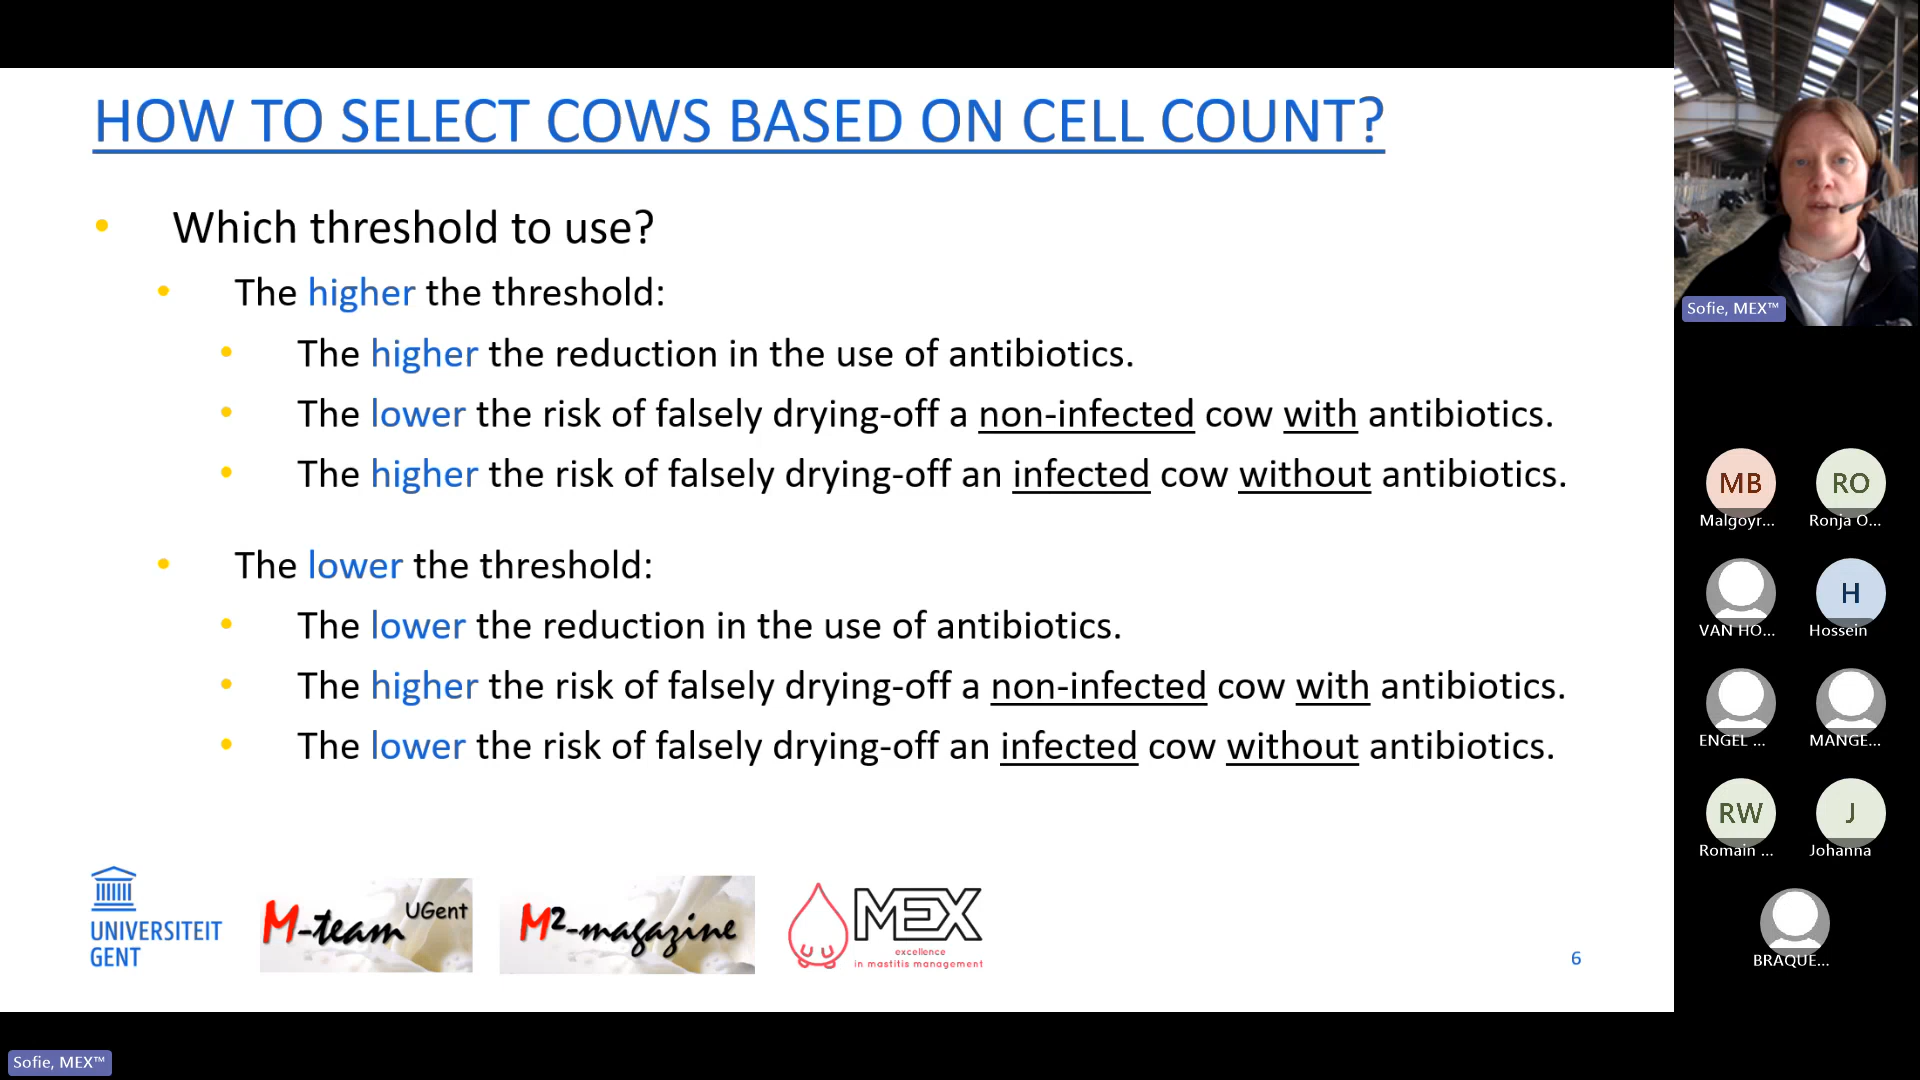 HOW TO SELECT COWS BASED ON CELL COUNT?
• Which threshold to use?
• The higher the threshold:
• The higher the reduction in the use of antibiotics.
• The lower the risk of falsely drying-off a non-infected cow with antibiotics.
• The higher the risk of falsely drying-off an infected cow without antibiotics.
• The lower the threshold:
• The lower the reduction in the use of antibiotics.
• The higher the risk of falsely drying-off a non-infected cow with antibiotics.
• The lower the risk of falsely drying-off an infected cow without antibiotics.
UNIVERSITEIT
GENT
M-team UGent
M²-magazine
MEX
excellence
in mastitis management
6
Sofie, MEX™
MB
Malgoyr...
RO
Ronja O...
VAN HO...
H
Hossein
ENGEL ...
MANGE...
RW
Romain ...
J
Johanna
BRAQUE...
Sofie, MEX™